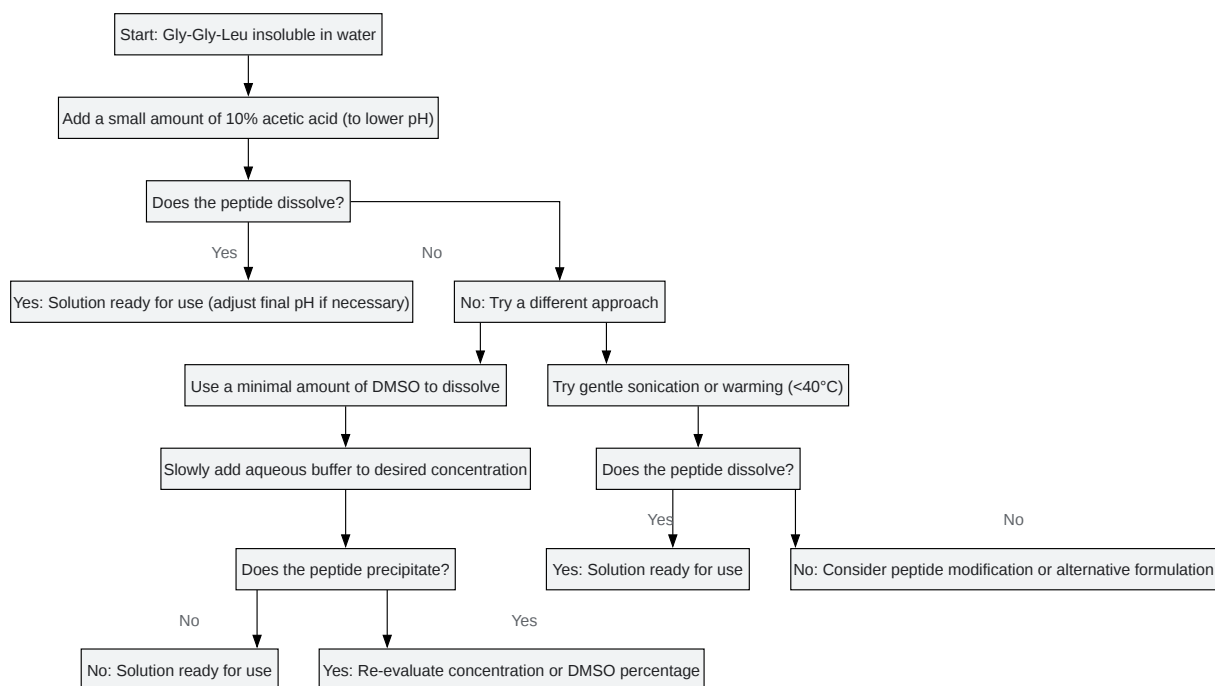 Start: Gly-Gly-Leu insoluble in water
Add a small amount of 10% acetic acid (to lower pH)
Does the peptide dissolve?
Yes
No
Yes: Solution ready for use (adjust final pH if necessary)
No: Try a different approach
Use a minimal amount of DMSO to dissolve
Try gentle sonication or warming (<40°C)
Slowly add aqueous buffer to desired concentration
Does the peptide dissolve?
Yes
No
Does the peptide precipitate?
Yes: Solution ready for use
No: Consider peptide modification or alternative formulation
No
Yes
No: Solution ready for use
Yes: Re-evaluate concentration or DMSO percentage